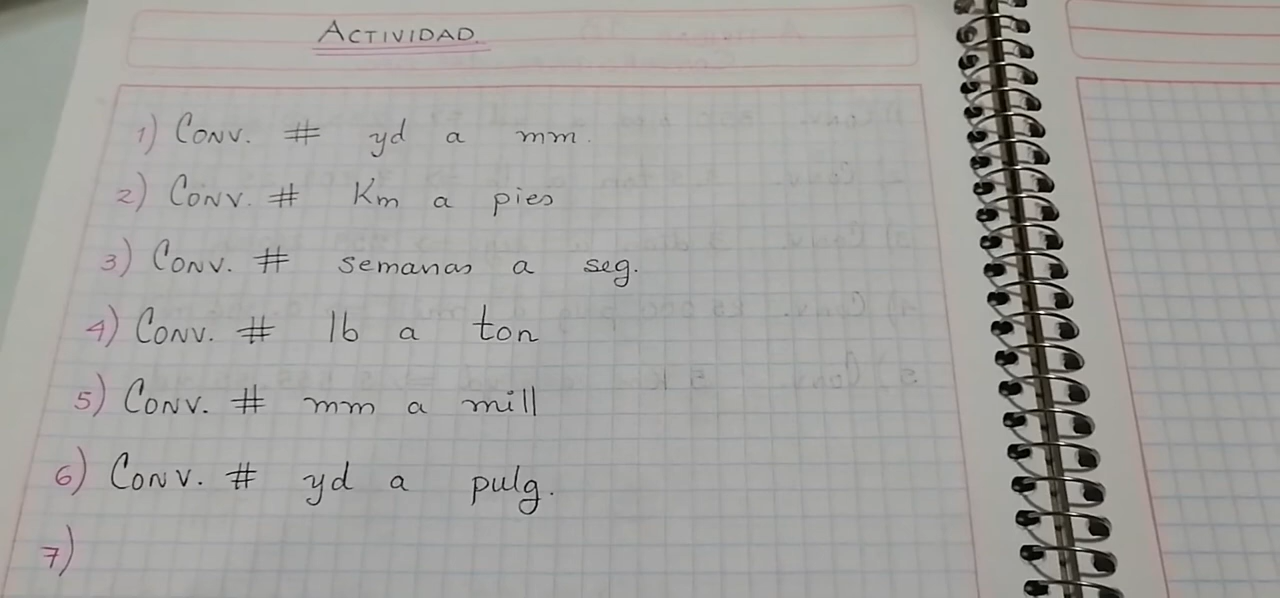 ACTIVIDAD.
1) CONV. # yd a mm.
2) CONV. # Km a pies
3) CONV. # semanas a seg.
4) CONV. # lb a ton
5) CONV. # mm a mill
6) CONV. # yd a pulg.
7)